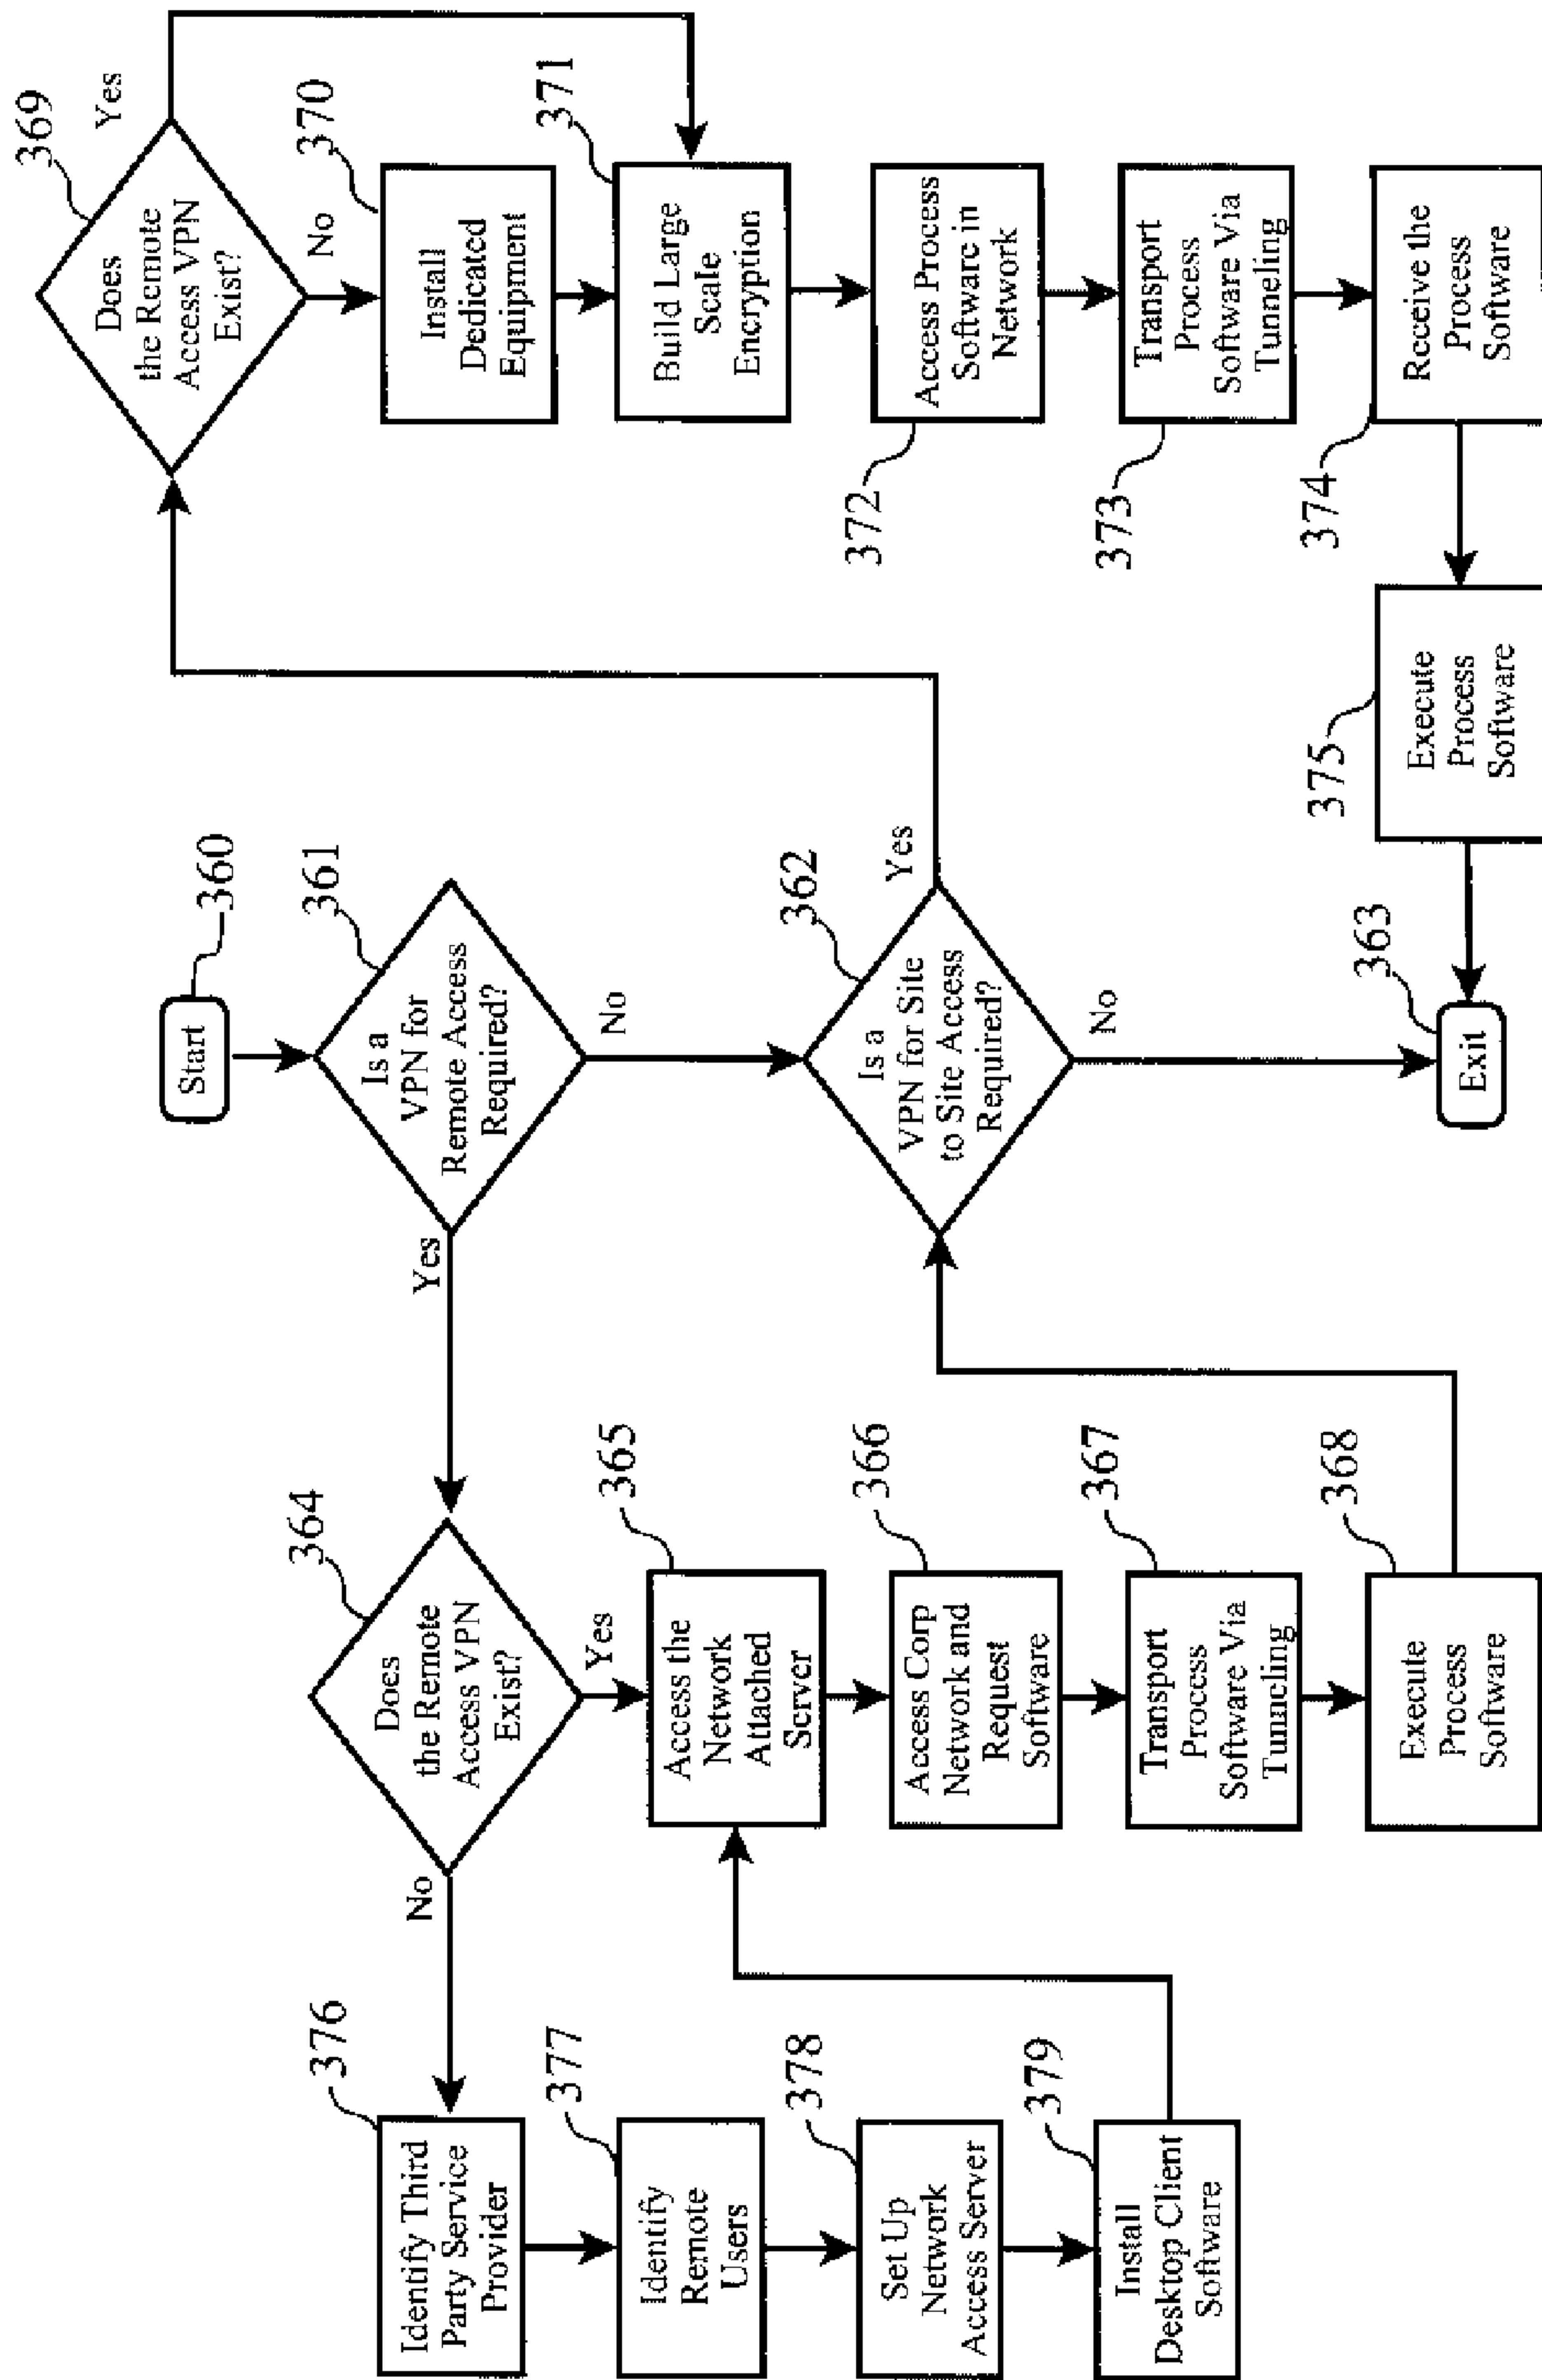 360
Start
361
Is a
VPN for
Remote Access
Required?
Yes
No
362
Is a
VPN for Site
to Site Access
Required?
Yes
No
363
Exit
364
Does
the Remote
Access VPN
Exist?
No
Yes
365
Access the
Network
Attached
Server
366
Access Corp
Network and
Request
Software
367
Transport
Process
Software Via
Tunneling
368
Execute
Process
Software
369
Does
the Remote
Access VPN
Exist?
Yes
No
370
Install
Dedicated
Equipment
371
Build Large
Scale
Encryption
372
Access Process
Software in
Network
373
Transport
Process
Software Via
Tunneling
374
Receive the
Process
Software
375
Execute
Process
Software
376
Identify Third
Party Service
Provider
377
Identify
Remote
Users
378
Set Up
Network
Access Server
379
Install
Desktop Client
Software